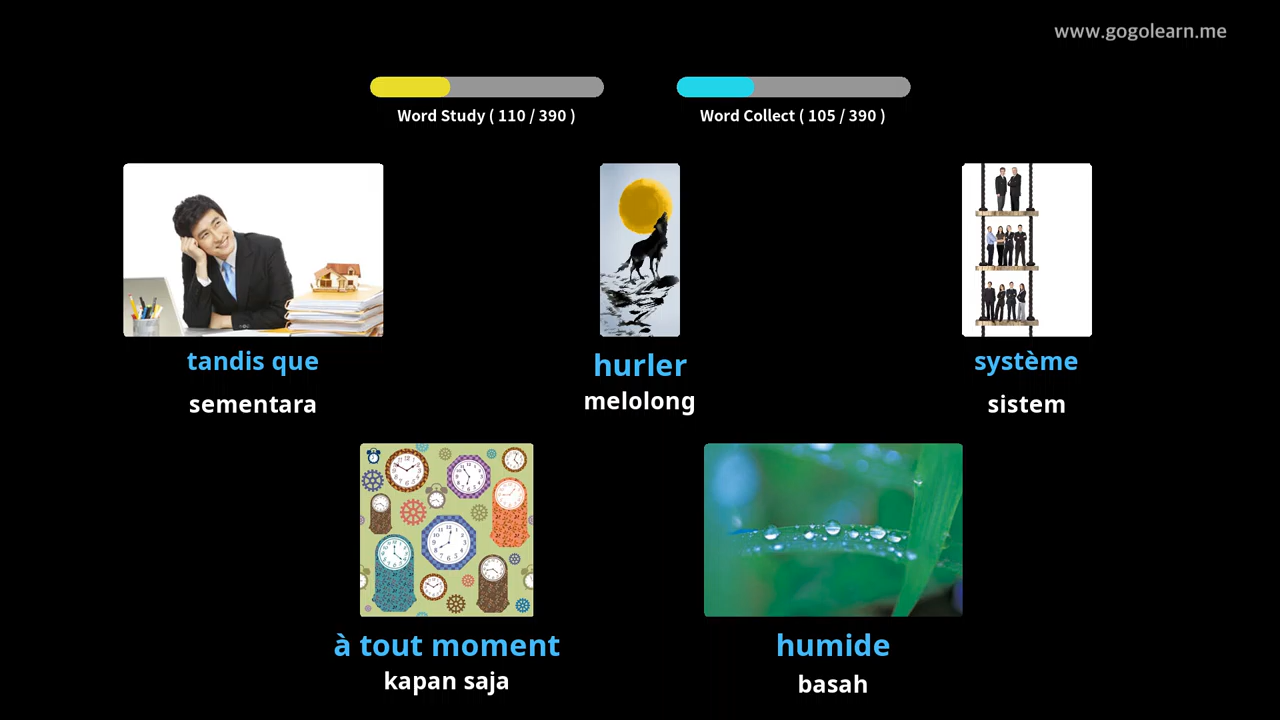 www.gogolearn.me
Word Study ( 110 / 390 )
Word Collect ( 105 / 390 )
tandis que
sementara
hurler
melolong
système
sistem
à tout moment
kapan saja
humide
basah